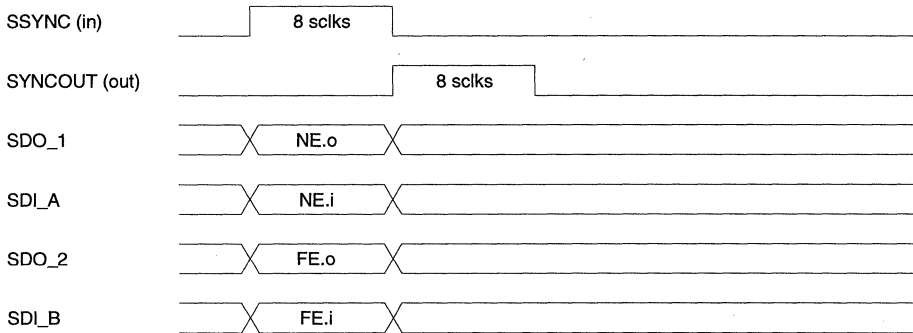 SSYNC (in) 8 sclks
SYNCOUT (out) 8 sclks
SDO_1 NE.o
SDI_A NE.i
SDO_2 FE.o
SDI_B FE.i